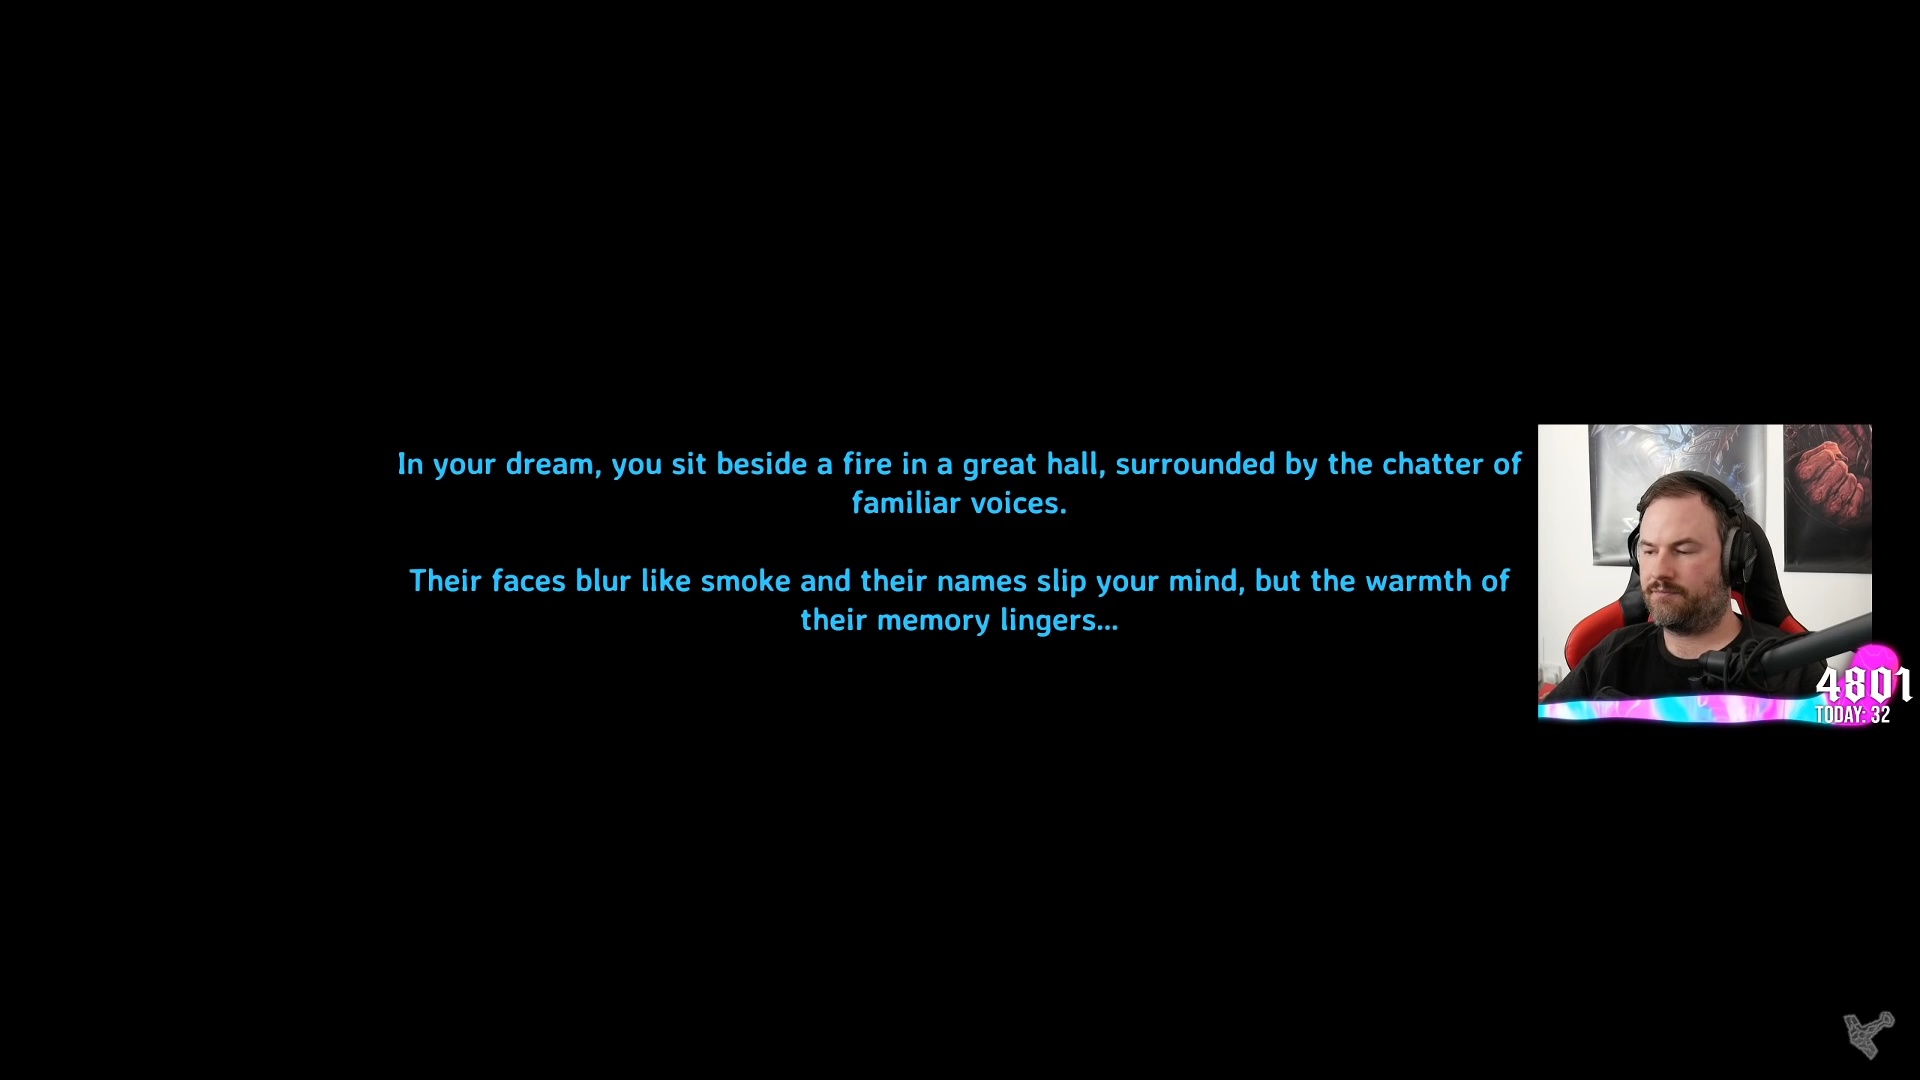 In your dream, you sit beside a fire in a great hall, surrounded by the chatter of
familiar voices.
Their faces blur like smoke and their names slip your mind, but the warmth of
their memory lingers...
4801
TODAY: 32